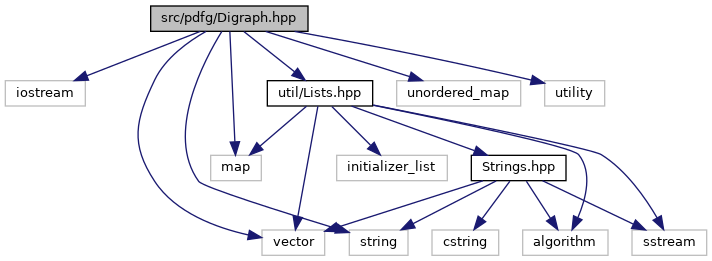 src/pdfg/Digraph.hpp
iostream
util/Lists.hpp
unordered_map
utility
map
initializer_list
Strings.hpp
vector
string
cstring
algorithm
sstream